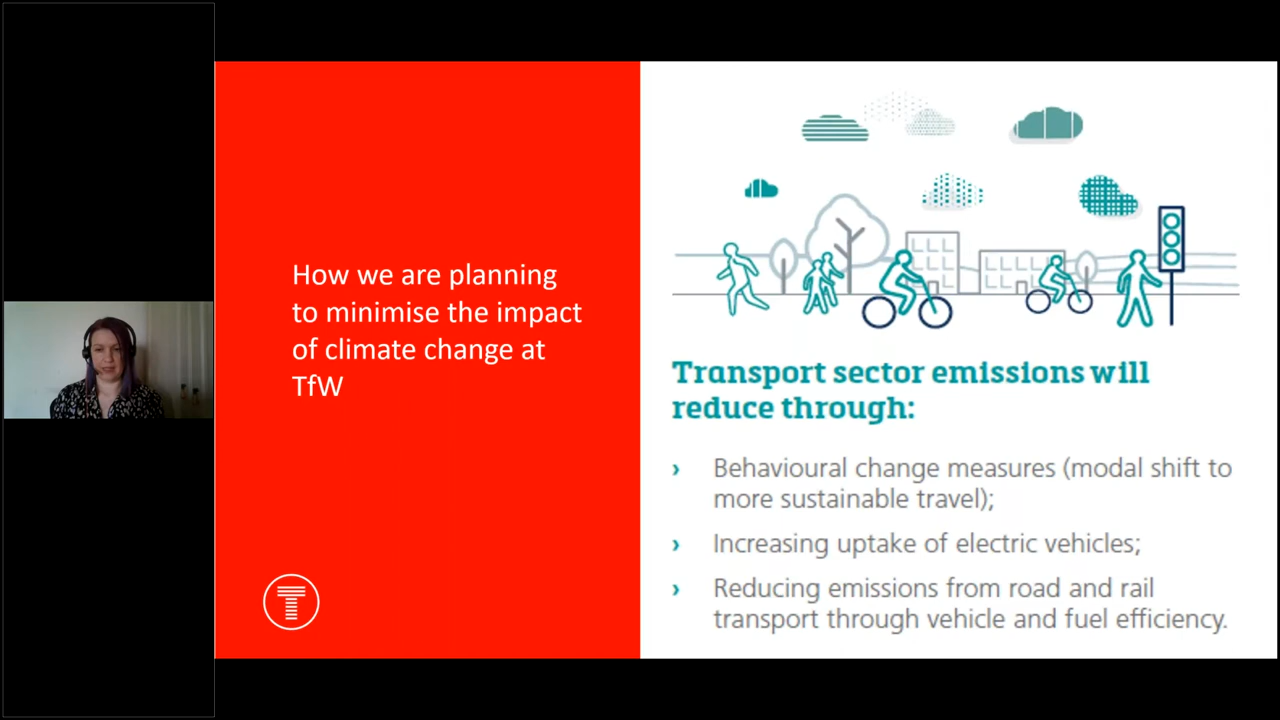 How we are planning
to minimise the impact
of climate change at
TfW
T
Transport sector emissions will
reduce through:
› Behavioural change measures (modal shift to
more sustainable travel);
› Increasing uptake of electric vehicles;
› Reducing emissions from road and rail
transport through vehicle and fuel efficiency.